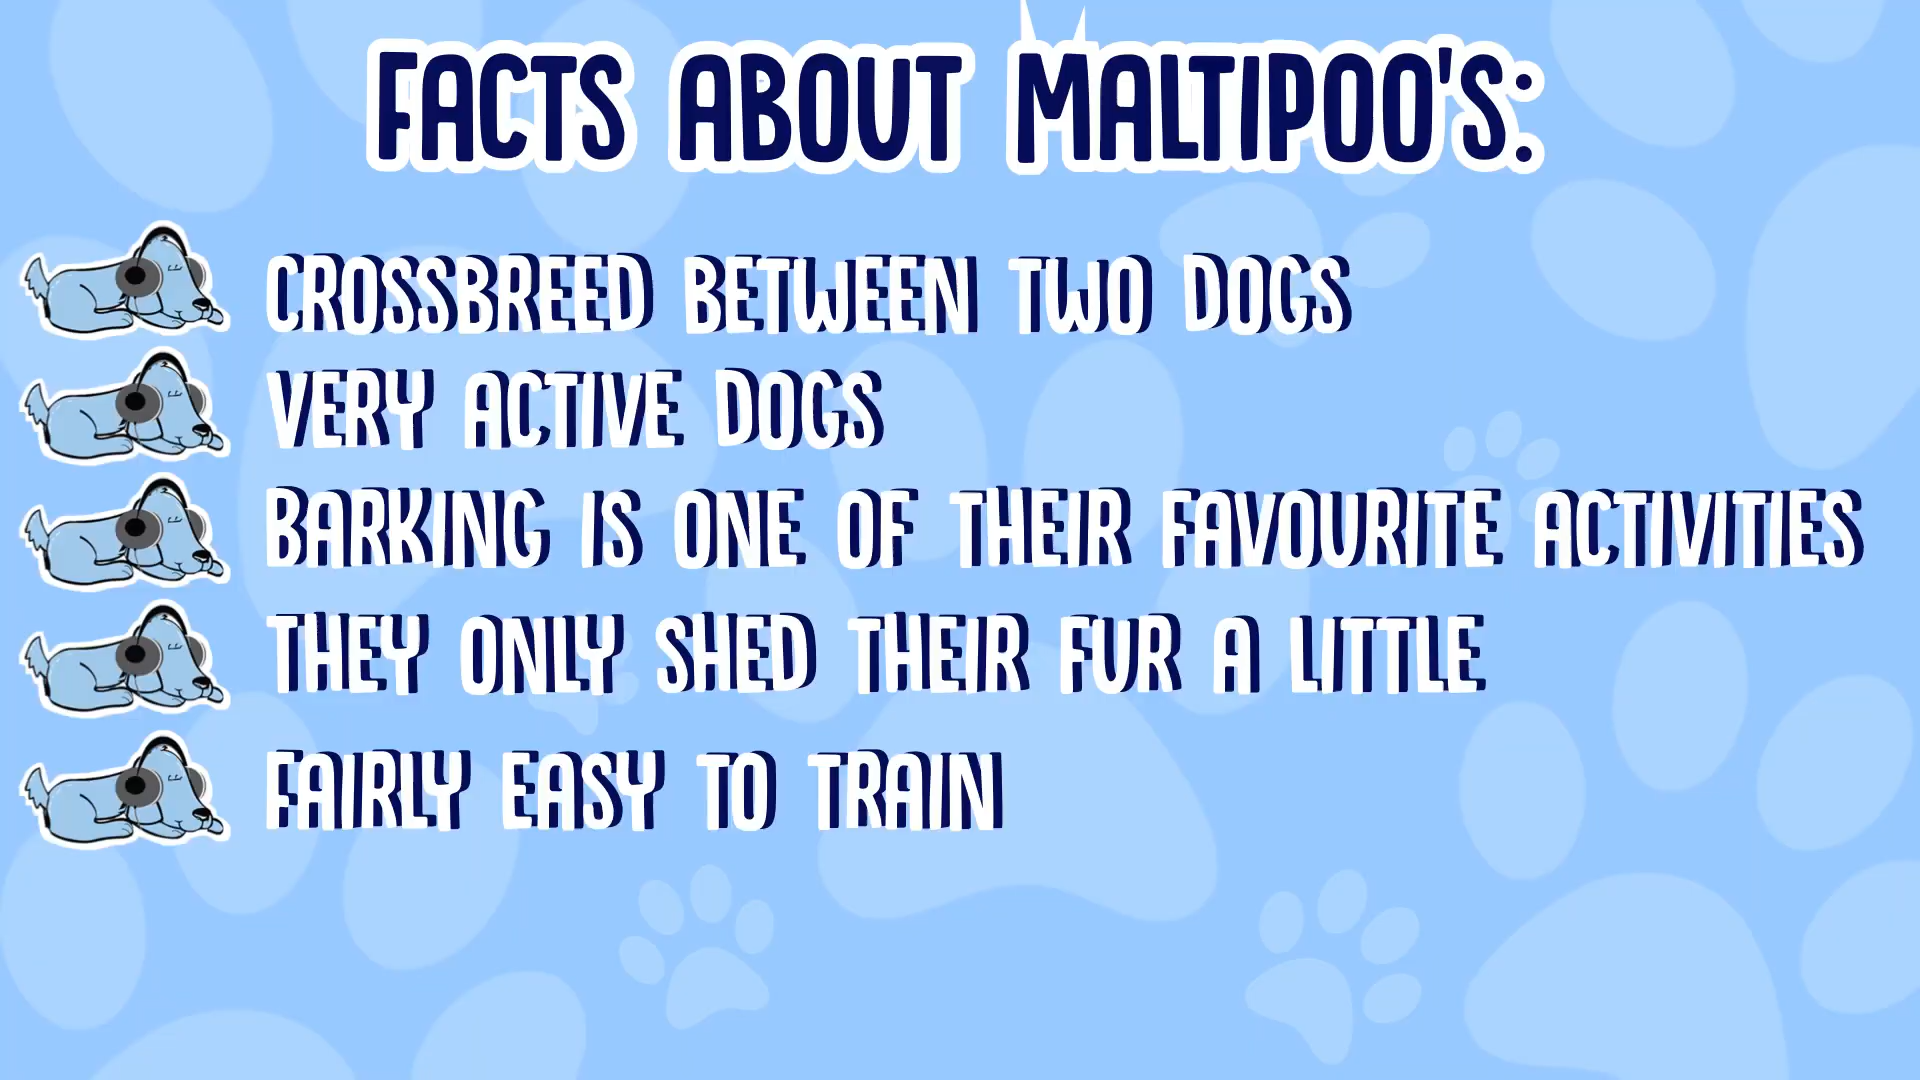 FACTS ABOUT MALTIPOO'S:
CROSSBREED BETWEEN TWO DOGS
VERY ACTIVE DOGS
BARKING IS ONE OF THEIR FAVOURITE ACTIVITIES
THEY ONLY SHED THEIR FUR A LITTLE
FAIRLY EASY TO TRAIN